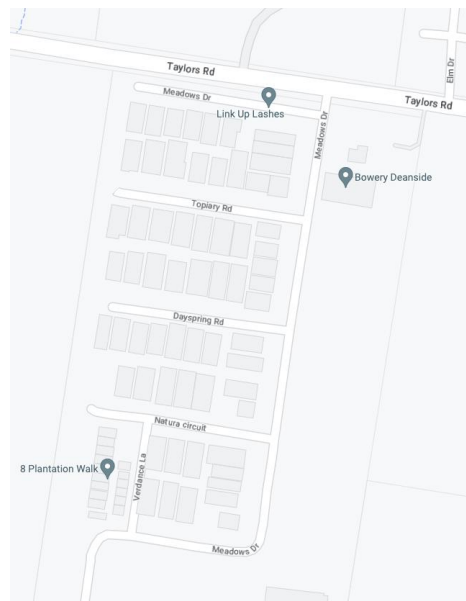 Taylors Rd
Elm Dr
Meadows Dr
Taylors Rd
Link Up Lashes
Meadows Dr
Bowery Deanside
Topiary Rd
Dayspring Rd
Natura circuit
8 Plantation Walk
Verdance La
Meadows Dr